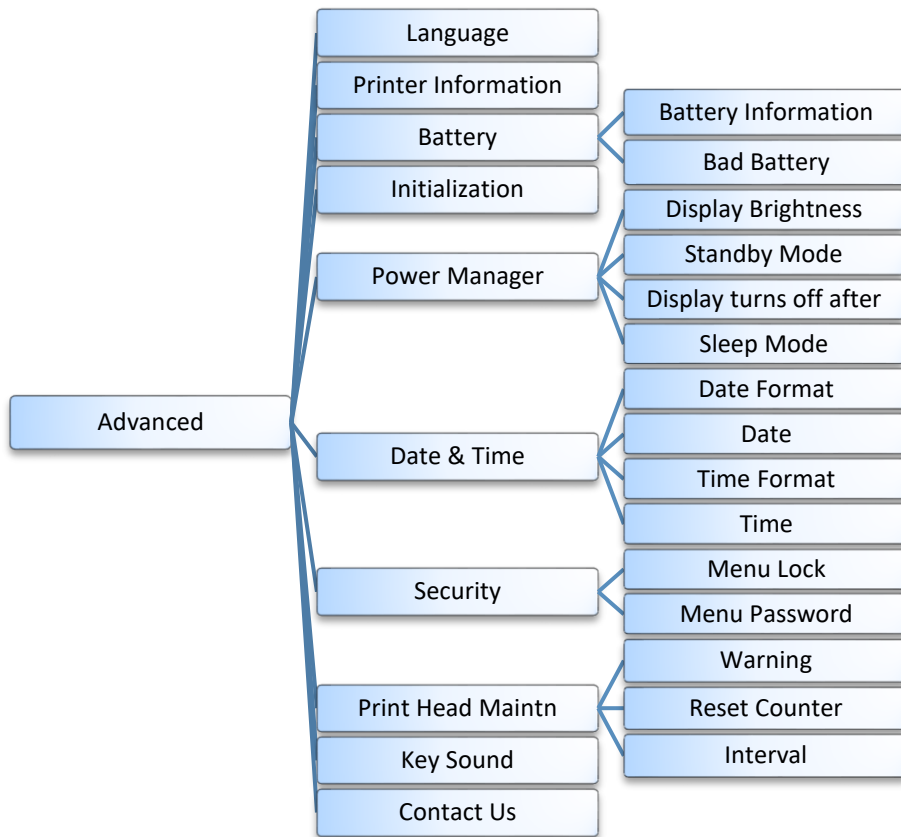 Advanced
Language
Printer Information
Battery
Battery Information
Bad Battery
Initialization
Power Manager
Display Brightness
Standby Mode
Display turns off after
Sleep Mode
Date & Time
Date Format
Date
Time Format
Time
Security
Menu Lock
Menu Password
Print Head Maintn
Warning
Reset Counter
Interval
Key Sound
Contact Us